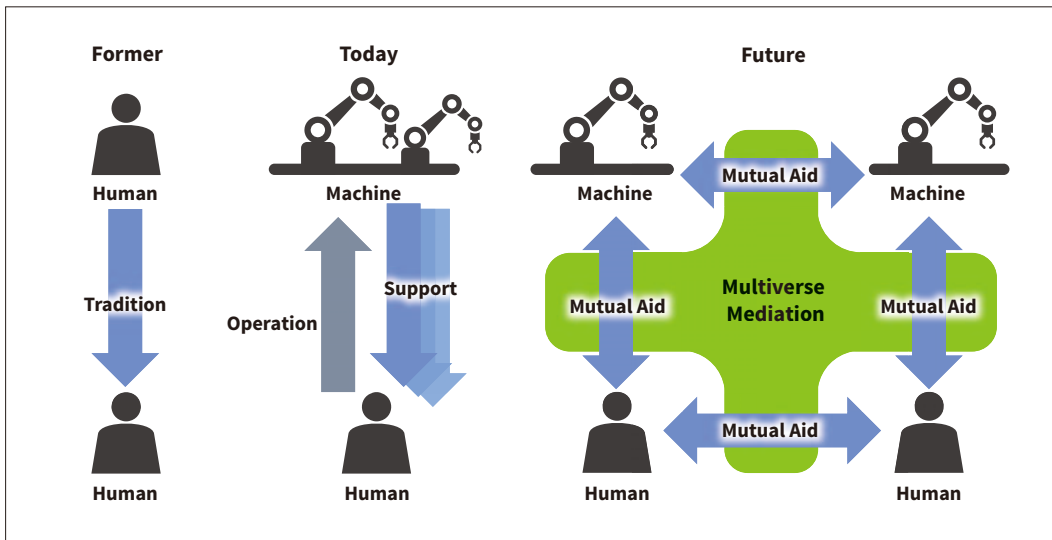 Former
Human
Tradition
Human
Today
Machine
Operation
Support
Human
Future
Machine
Mutual Aid
Machine
Mutual Aid
Multiverse
Mediation
Mutual Aid
Mutual Aid
Human
Human